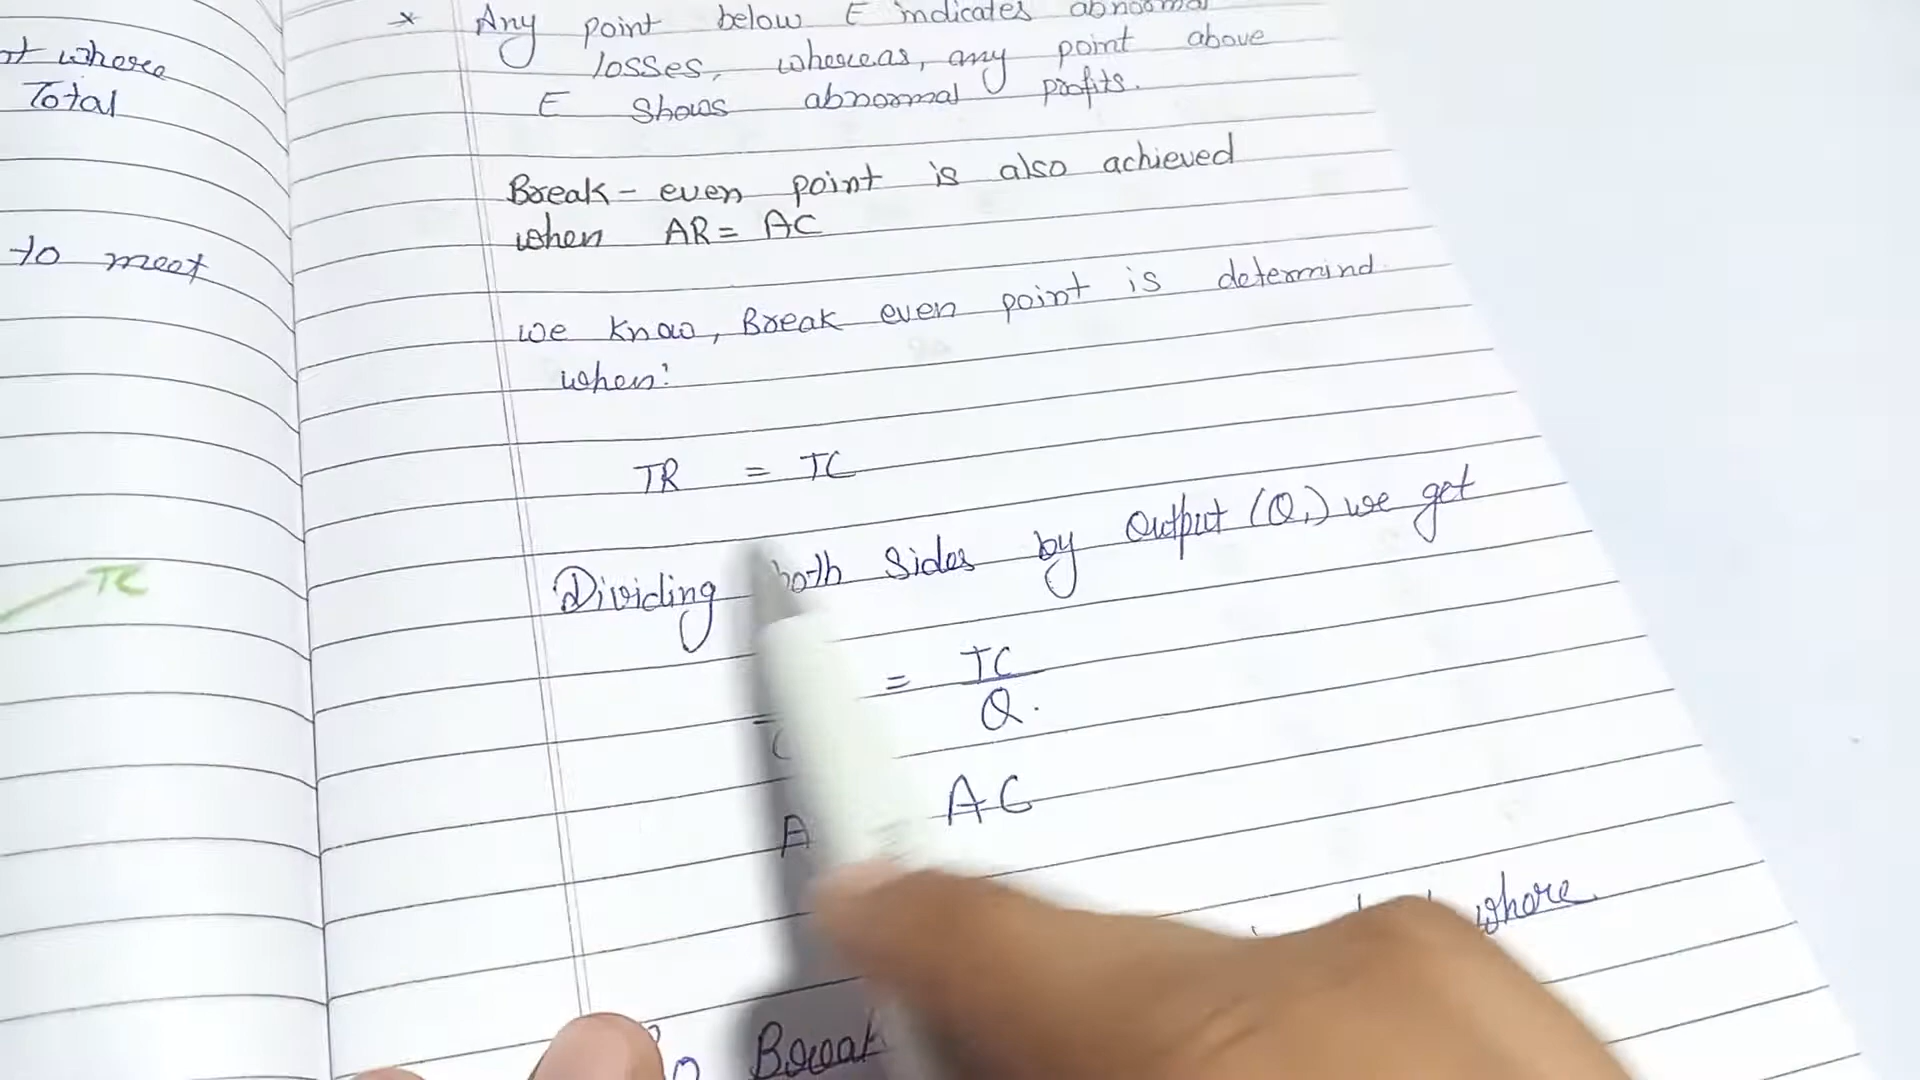 t where
Total
to meet
TC
* Any point below E indicates abnormal
losses, whereas, any point above
E shows abnormal profits.
Break-even point is also achieved
when AR = AC
we know, Break even point is determind
when:
TR = TC
Dividing both sides by output (Q,) we get
= TC
Q.
A AC
where
Break